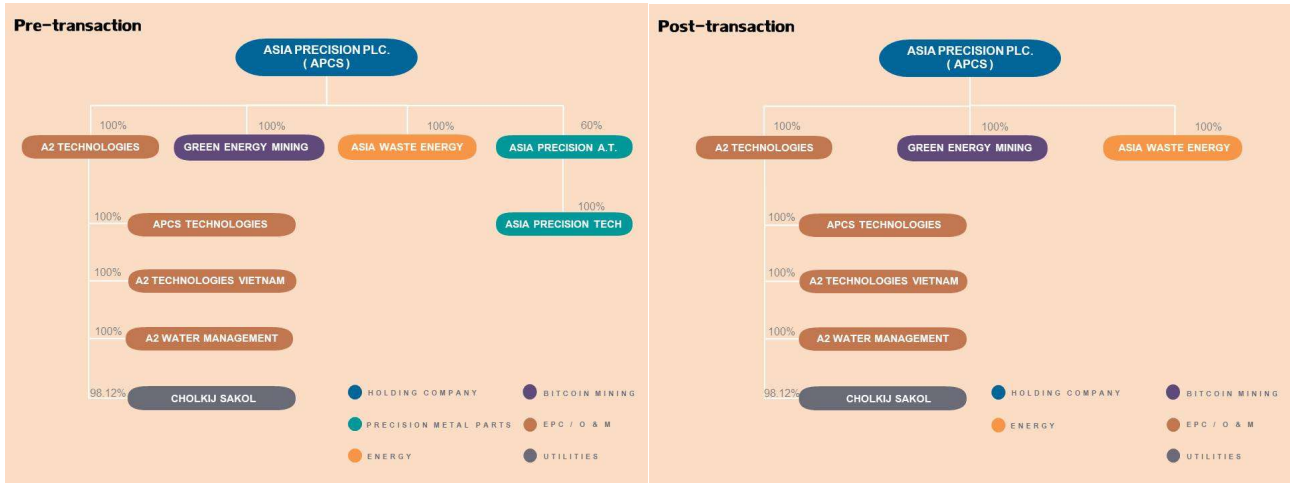 Pre-transaction
ASIA PRECISION PLC.
( APCS )
100%
100%
100%
60%
A2 TECHNOLOGIES
GREEN ENERGY MINING
ASIA WASTE ENERGY
ASIA PRECISION A.T.
100%
APCS TECHNOLOGIES
100%
ASIA PRECISION TECH
100%
A2 TECHNOLOGIES VIETNAM
100%
A2 WATER MANAGEMENT
98.12%
CHOLKIJ SAKOL
HOLDING COMPANY
BITCOIN MINING
PRECISION METAL PARTS
EPC / O & M
ENERGY
UTILITIES
Post-transaction
ASIA PRECISION PLC.
( APCS )
100%
100%
100%
A2 TECHNOLOGIES
GREEN ENERGY MINING
ASIA WASTE ENERGY
100%
APCS TECHNOLOGIES
100%
A2 TECHNOLOGIES VIETNAM
100%
A2 WATER MANAGEMENT
98.12%
CHOLKIJ SAKOL
HOLDING COMPANY
BITCOIN MINING
ENERGY
EPC / O & M
UTILITIES